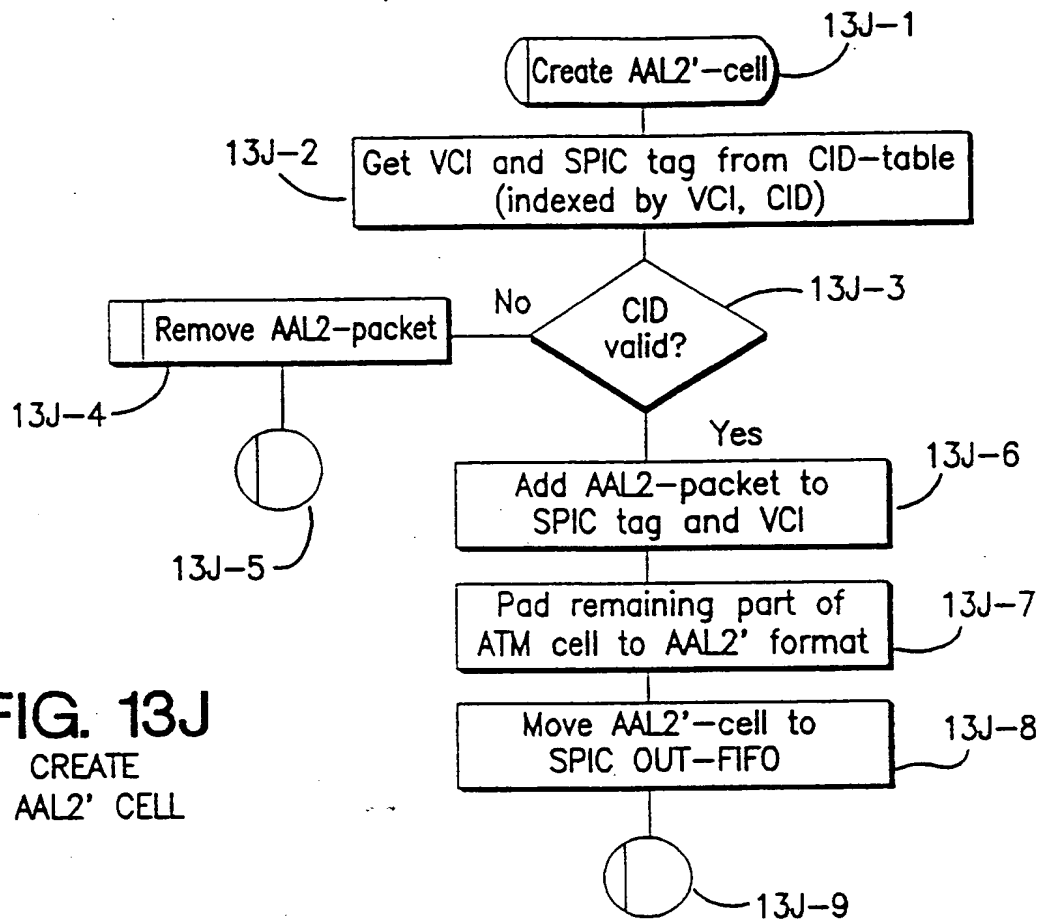 13J-1
Create AAL2'-cell
13J-2
Get VCI and SPIC tag from CID-table
(indexed by VCI, CID)
13J-3
No
CID
valid?
Remove AAL2-packet
13J-4
Yes
13J-5
Add AAL2-packet to
SPIC tag and VCI
13J-6
Pad remaining part of
ATM cell to AAL2' format
13J-7
Move AAL2'-cell to
SPIC OUT-FIFO
13J-8
13J-9
FIG. 13J
CREATE
AAL2' CELL